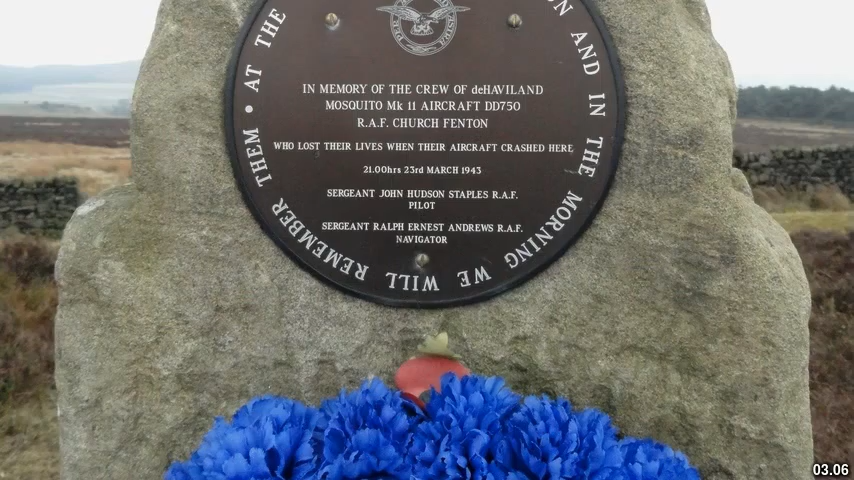 AT THE
N AND IN THE MORNING WE WILL REMEMBER THEM
IN MEMORY OF THE CREW OF deHAVILAND
MOSQUITO Mk 11 AIRCRAFT DD750
R.A.F. CHURCH FENTON
WHO LOST THEIR LIVES WHEN THEIR AIRCRAFT CRASHED HERE
21.00hrs 23rd MARCH 1943
SERGEANT JOHN HUDSON STAPLES R.A.F.
PILOT
SERGEANT RALPH ERNEST ANDREWS R.A.F.
NAVIGATOR
03.06